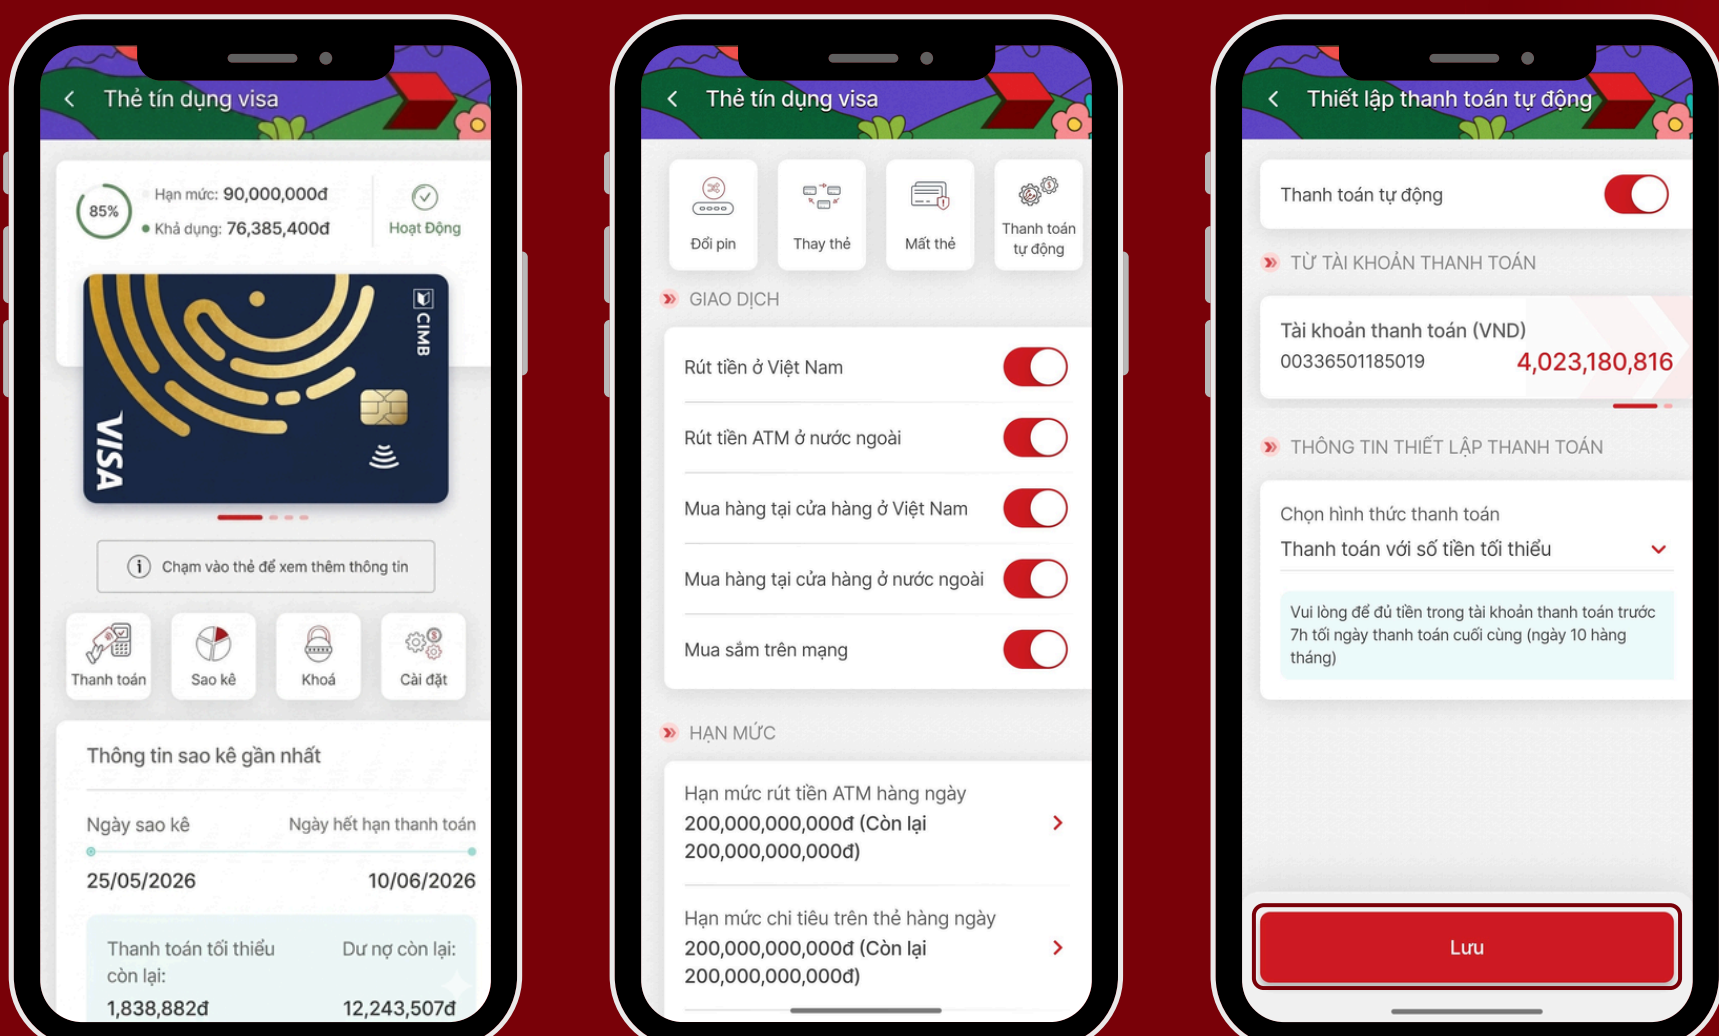 Thẻ tín dụng visa
85%
Hạn mức: 90,000,000đ
Khả dụng: 76,385,400đ
Hoạt Động
CIMB
VISA
Chạm vào thẻ để xem thêm thông tin
Thanh toán
Sao kê
Khoá
Cài đặt
Thông tin sao kê gần nhất
Ngày sao kê
Ngày hết hạn thanh toán
25/05/2026
10/06/2026
Thanh toán tối thiểu
còn lại:
1,838,882đ
Dư nợ còn lại:
12,243,507đ
Thẻ tín dụng visa
Đổi pin
Thay thẻ
Mất thẻ
Thanh toán
tự động
GIAO DỊCH
Rút tiền ở Việt Nam
Rút tiền ATM ở nước ngoài
Mua hàng tại cửa hàng ở Việt Nam
Mua hàng tại cửa hàng ở nước ngoài
Mua sắm trên mạng
HẠN MỨC
Hạn mức rút tiền ATM hàng ngày
200,000,000,000đ (Còn lại
200,000,000,000đ)
Hạn mức chi tiêu trên thẻ hàng ngày
200,000,000,000đ (Còn lại
200,000,000,000đ)
Thiết lập thanh toán tự động
Thanh toán tự động
TỪ TÀI KHOẢN THANH TOÁN
Tài khoản thanh toán (VND)
00336501185019
4,023,180,816
THÔNG TIN THIẾT LẬP THANH TOÁN
Chọn hình thức thanh toán
Thanh toán với số tiền tối thiểu
Vui lòng để đủ tiền trong tài khoản thanh toán trước
7h tối ngày thanh toán cuối cùng (ngày 10 hàng
tháng)
Lưu